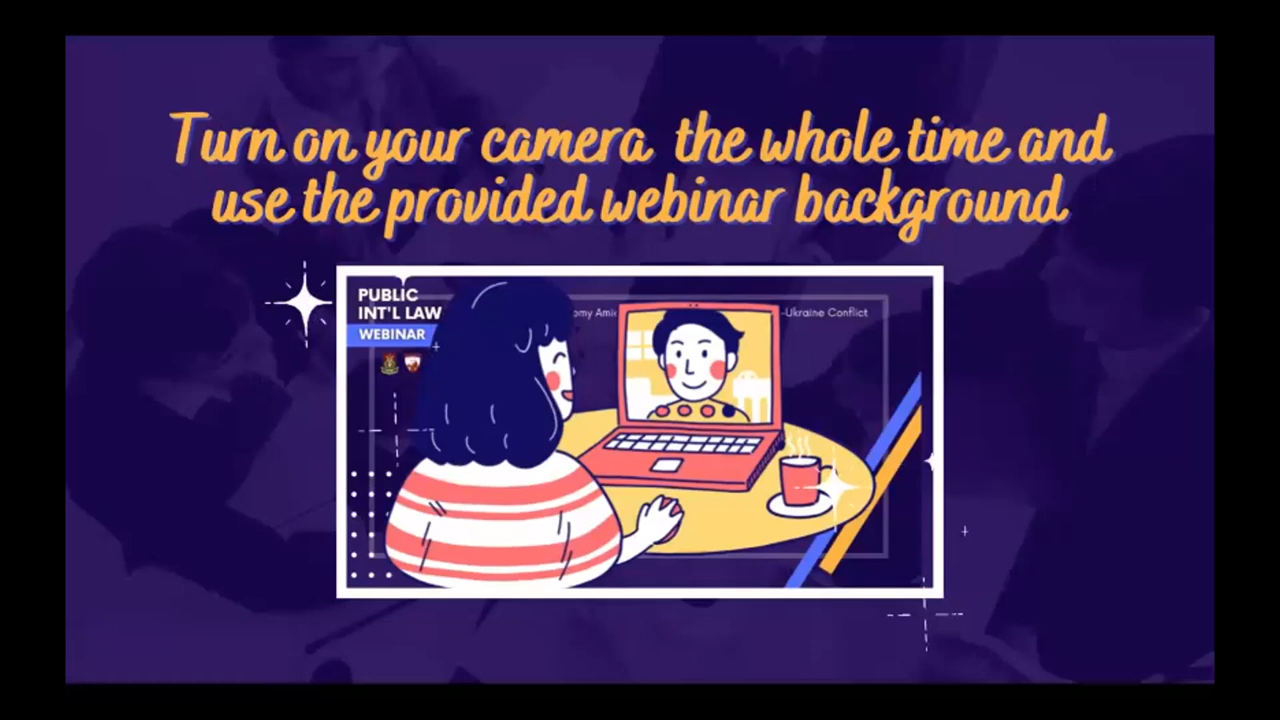 Turn on your camera the whole time and
use the provided webinar background
PUBLIC
INT'L LAW
WEBINAR
-Ukraine Conflict